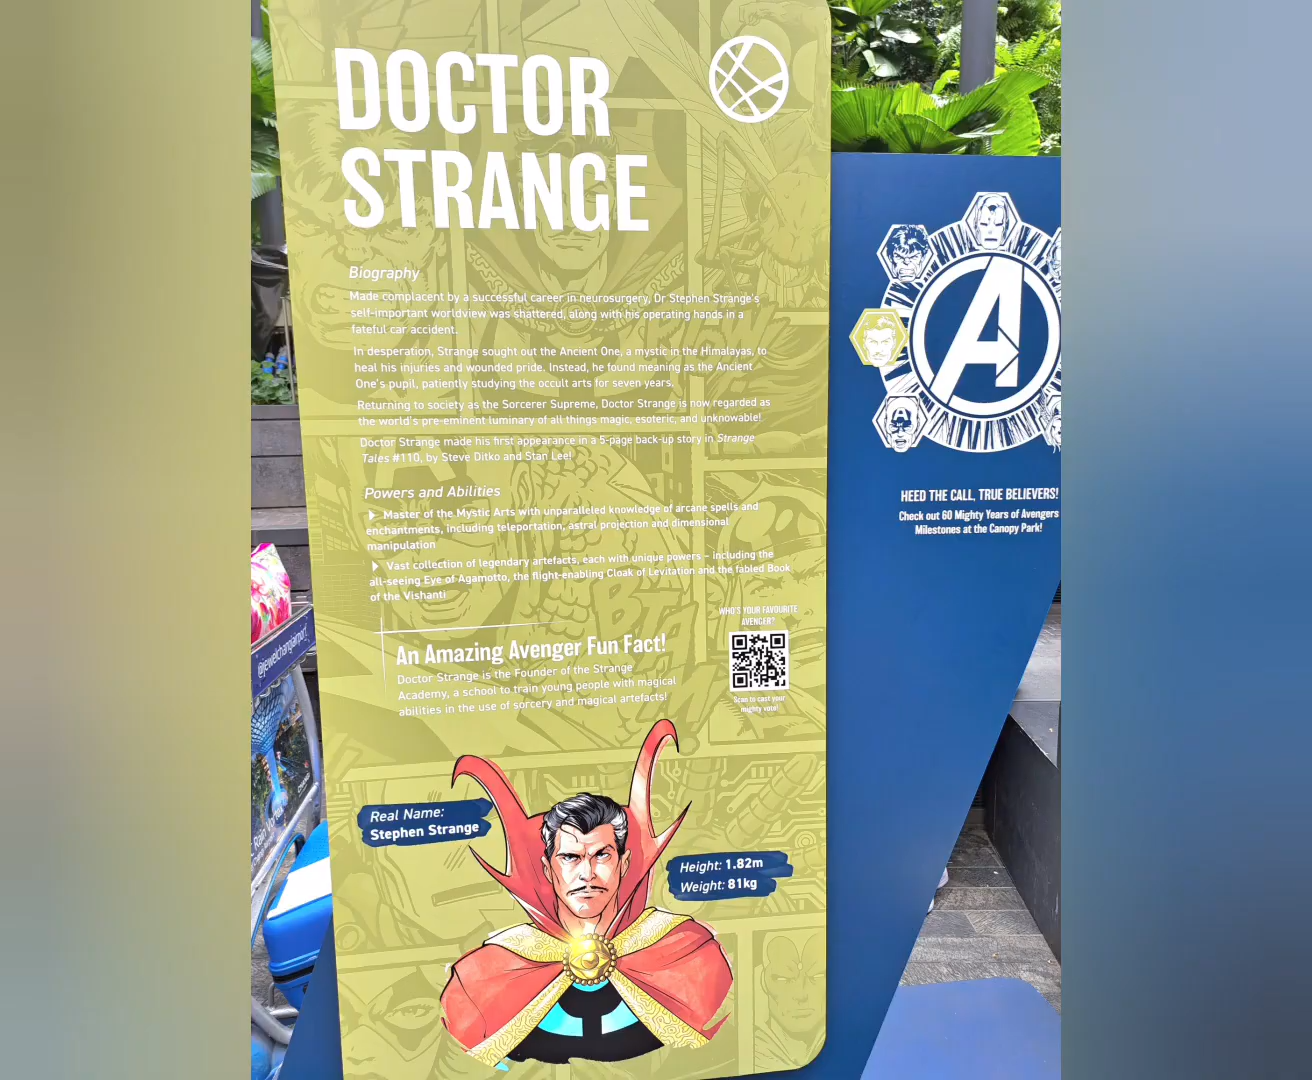 DOCTOR
STRANGE
Biography
Made complacent by a successful career in neurosurgery, Dr Stephen Strange's
self-important worldview was shattered, along with his operating hands in a
fateful car accident.
In desperation, Strange sought out the Ancient One, a mystic in the Himalayas, to
heal his injuries and wounded pride. Instead, he found meaning as the Ancient
One's pupil, patiently studying the occult arts for seven years.
Returning to society as the Sorcerer Supreme, Doctor Strange is now regarded as
the world's pre-eminent luminary of all things magic, esoteric, and unknowable!
Doctor Strange made his first appearance in a 5-page back-up story in Strange
Tales #110, by Steve Ditko and Stan Lee!
Powers and Abilities
Master of the Mystic Arts with unparalleled knowledge of arcane spells and
enchantments, including teleportation, astral projection and dimensional
manipulation
Vast collection of legendary artefacts, each with unique powers – including the
all-seeing Eye of Agamotto, the flight-enabling Cloak of Levitation and the fabled Book
of the Vishanti
WHO'S YOUR FAVOURITE
AVENGER?
Scan to cast your
mighty vote!
An Amazing Avenger Fun Fact!
Doctor Strange is the Founder of the Strange
Academy, a school to train young people with magical
abilities in the use of sorcery and magical artefacts!
Real Name:
Stephen Strange
Height: 1.82m
Weight: 81kg
A
HEED THE CALL, TRUE BELIEVERS!
Check out 60 Mighty Years of Avengers
Milestones at the Canopy Park!
@jewelchangiairport
Rain Vortex